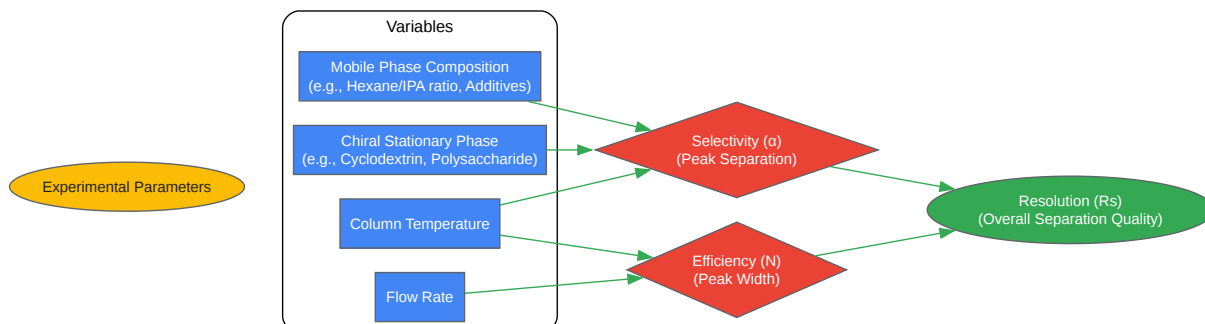 Variables
Mobile Phase Composition
(e.g., Hexane/IPA ratio, Additives)
Chiral Stationary Phase
(e.g., Cyclodextrin, Polysaccharide)
Column Temperature
Flow Rate
Experimental Parameters
Selectivity (α)
(Peak Separation)
Efficiency (N)
(Peak Width)
Resolution (Rs)
(Overall Separation Quality)